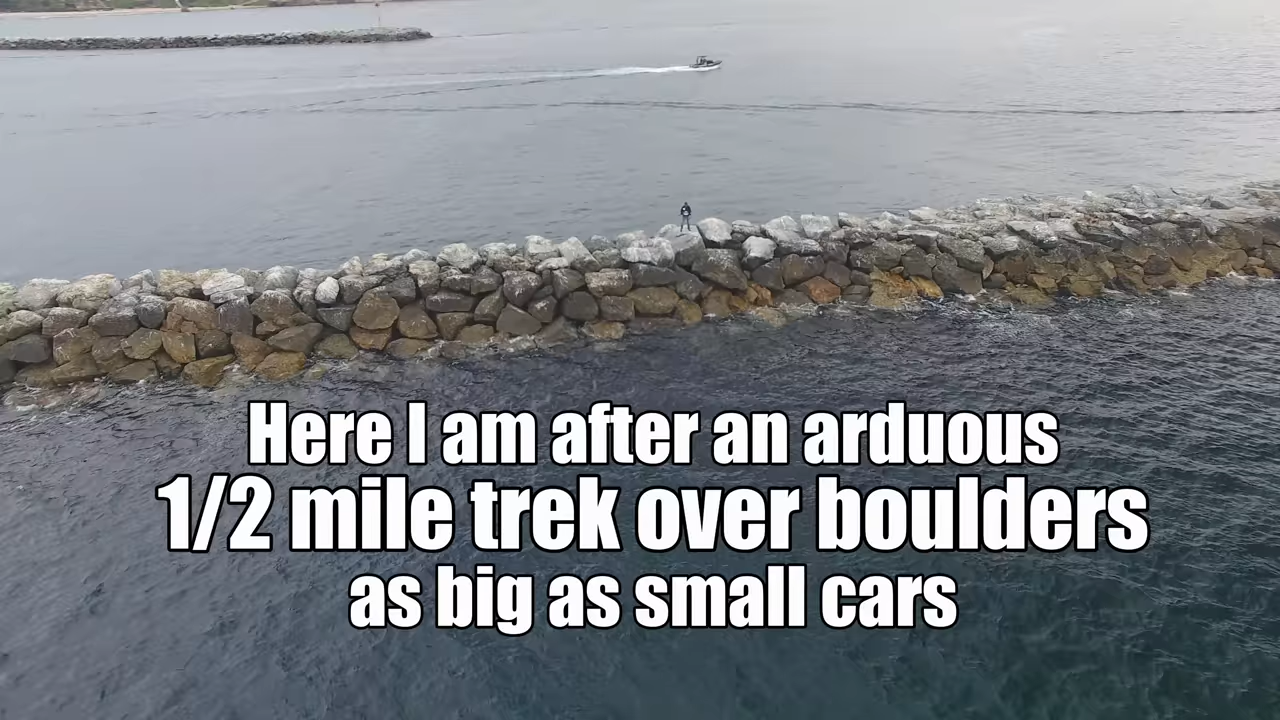 Here I am after an arduous
1/2 mile trek over boulders
as big as small cars